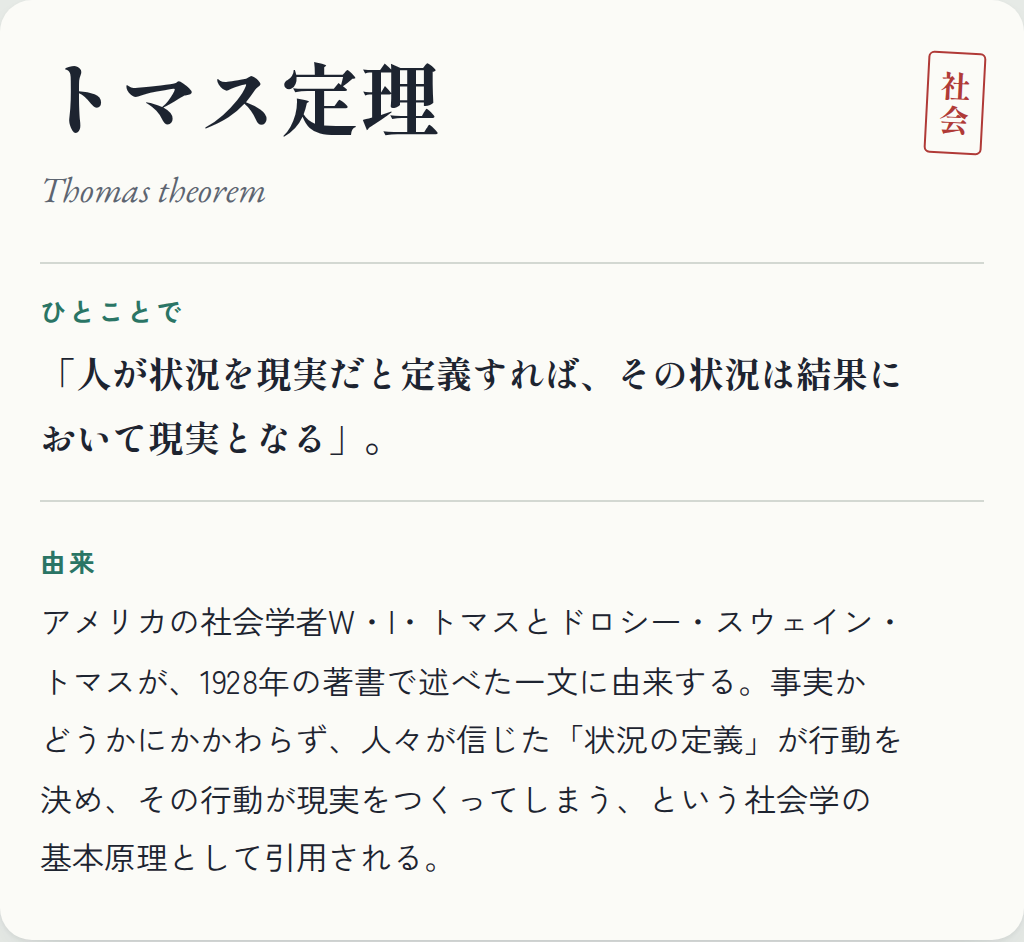 トマス定理
社会
Thomas theorem
ひとことで
「人が状況を現実だと定義すれば、その状況は結果に
おいて現実となる」。
由来
アメリカの社会学者W・I・トマスとドロシー・スウェイン・
トマスが、1928年の著書で述べた一文に由来する。事実か
どうかにかかわらず、人々が信じた「状況の定義」が行動を
決め、その行動が現実をつくってしまう、という社会学の
基本原理として引用される。